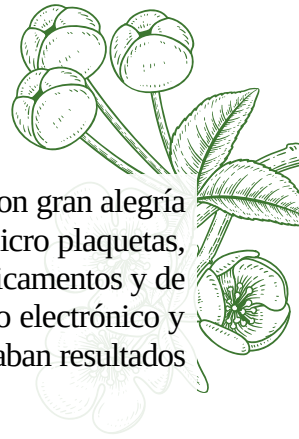 on gran alegría
icro plaquetas,
icamentos y de
o electrónico y
aban resultados